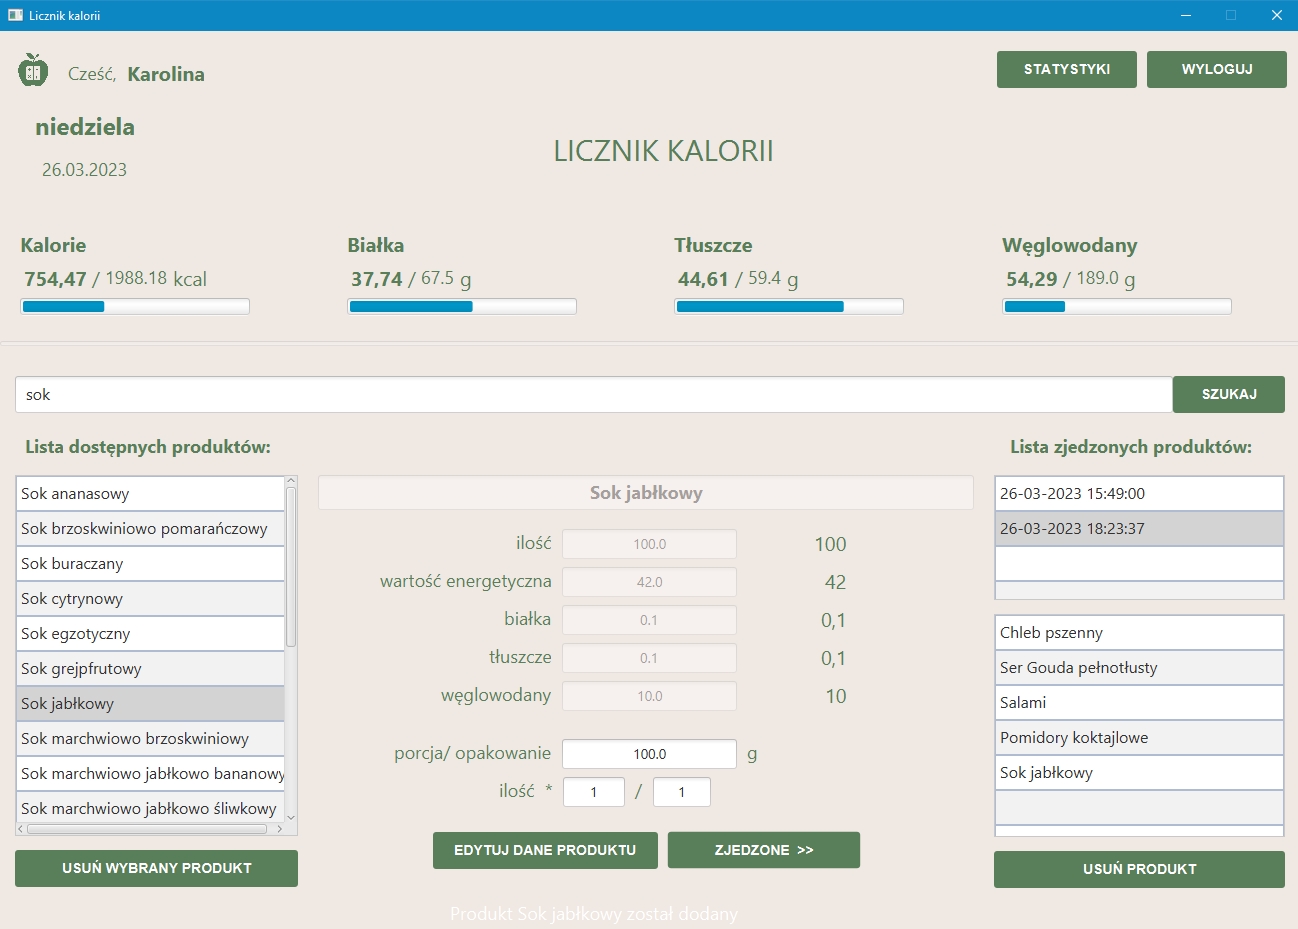 Licznik kalorii
Cześć, Karolina
STATYSTYKI
WYLOGUJ
niedziela
26.03.2023
LICZNIK KALORII
Kalorie
754,47 / 1988.18 kcal
Białka
37,74 / 67.5 g
Tłuszcze
44,61 / 59.4 g
Węglowodany
54,29 / 189.0 g
sok
SZUKAJ
Lista dostępnych produktów:
Sok ananasowy
Sok brzoskwiniowo pomarańczowy
Sok buraczany
Sok cytrynowy
Sok egzotyczny
Sok grejpfrutowy
Sok jabłkowy
Sok marchwiowo brzoskwiniowy
Sok marchwiowo jabłkowo bananowy
Sok marchwiowo jabłkowo śliwkowy
USUŃ WYBRANY PRODUKT
Sok jabłkowy
ilość 100.0 100
wartość energetyczna 42.0 42
białka 0.1 0,1
tłuszcze 0.1 0,1
węglowodany 10.0 10
porcja/ opakowanie 100.0 g
ilość * 1 / 1
EDYTUJ DANE PRODUKTU
ZJEDZONE >>
Produkt Sok jabłkowy został dodany
Lista zjedzonych produktów:
26-03-2023 15:49:00
26-03-2023 18:23:37
Chleb pszenny
Ser Gouda pełnotłusty
Salami
Pomidory koktajlowe
Sok jabłkowy
USUŃ PRODUKT